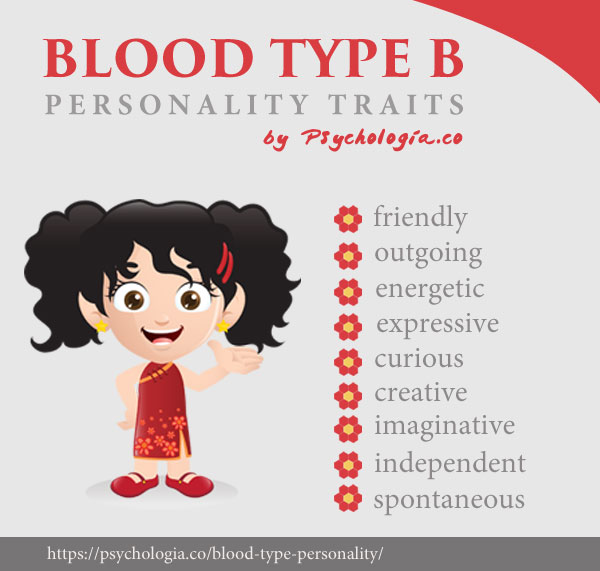 BLOOD TYPE B
PERSONALITY TRAITS
by Psychologia.co
friendly
outgoing
energetic
expressive
curious
creative
imaginative
independent
spontaneous
https://psychologia.co/blood-type-personality/